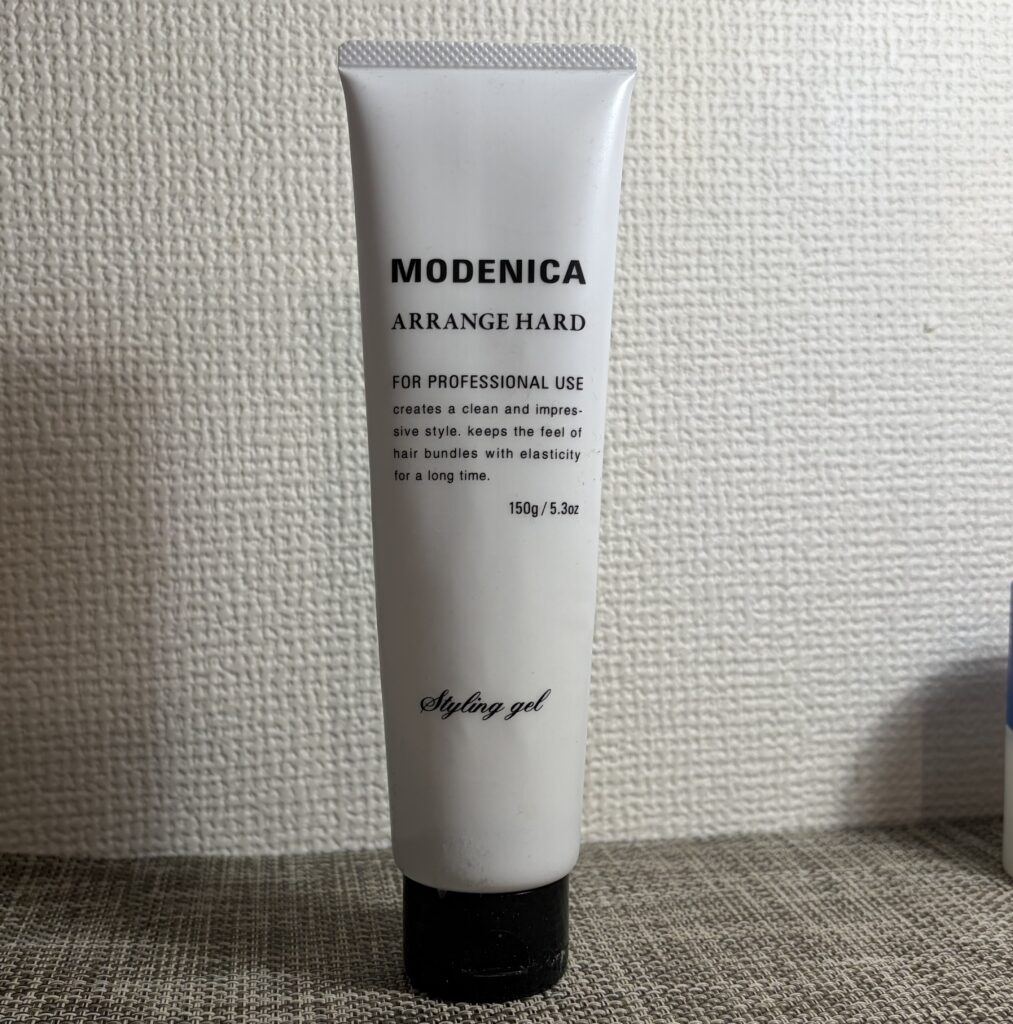 MODENICA
ARRANGE HARD
FOR PROFESSIONAL USE
creates a clean and impres-
sive style. keeps the feel of
hair bundles with elasticity
for a long time.
150g / 5.3oz
Styling gel